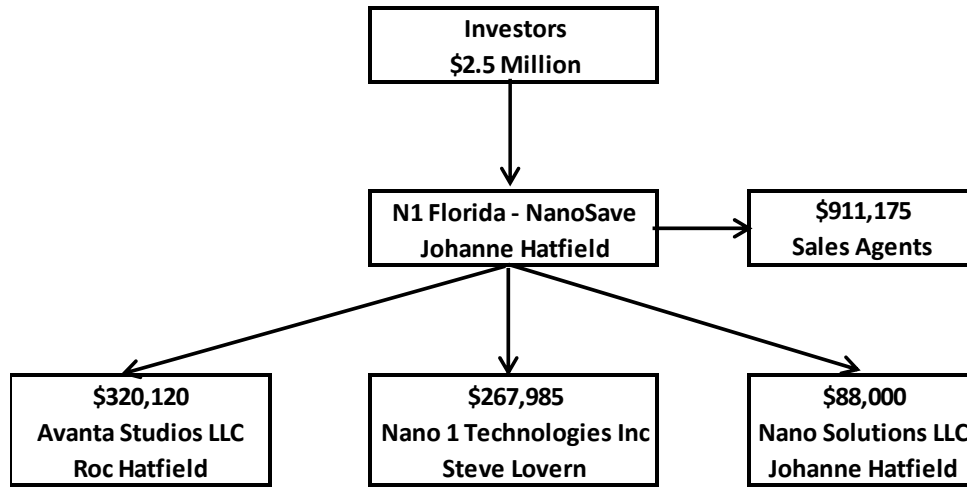 Investors
$2.5 Million
N1 Florida - NanoSave
Johanne Hatfield
$911,175
Sales Agents
$320,120
Avanta Studios LLC
Roc Hatfield
$267,985
Nano 1 Technologies Inc
Steve Lovern
$88,000
Nano Solutions LLC
Johanne Hatfield